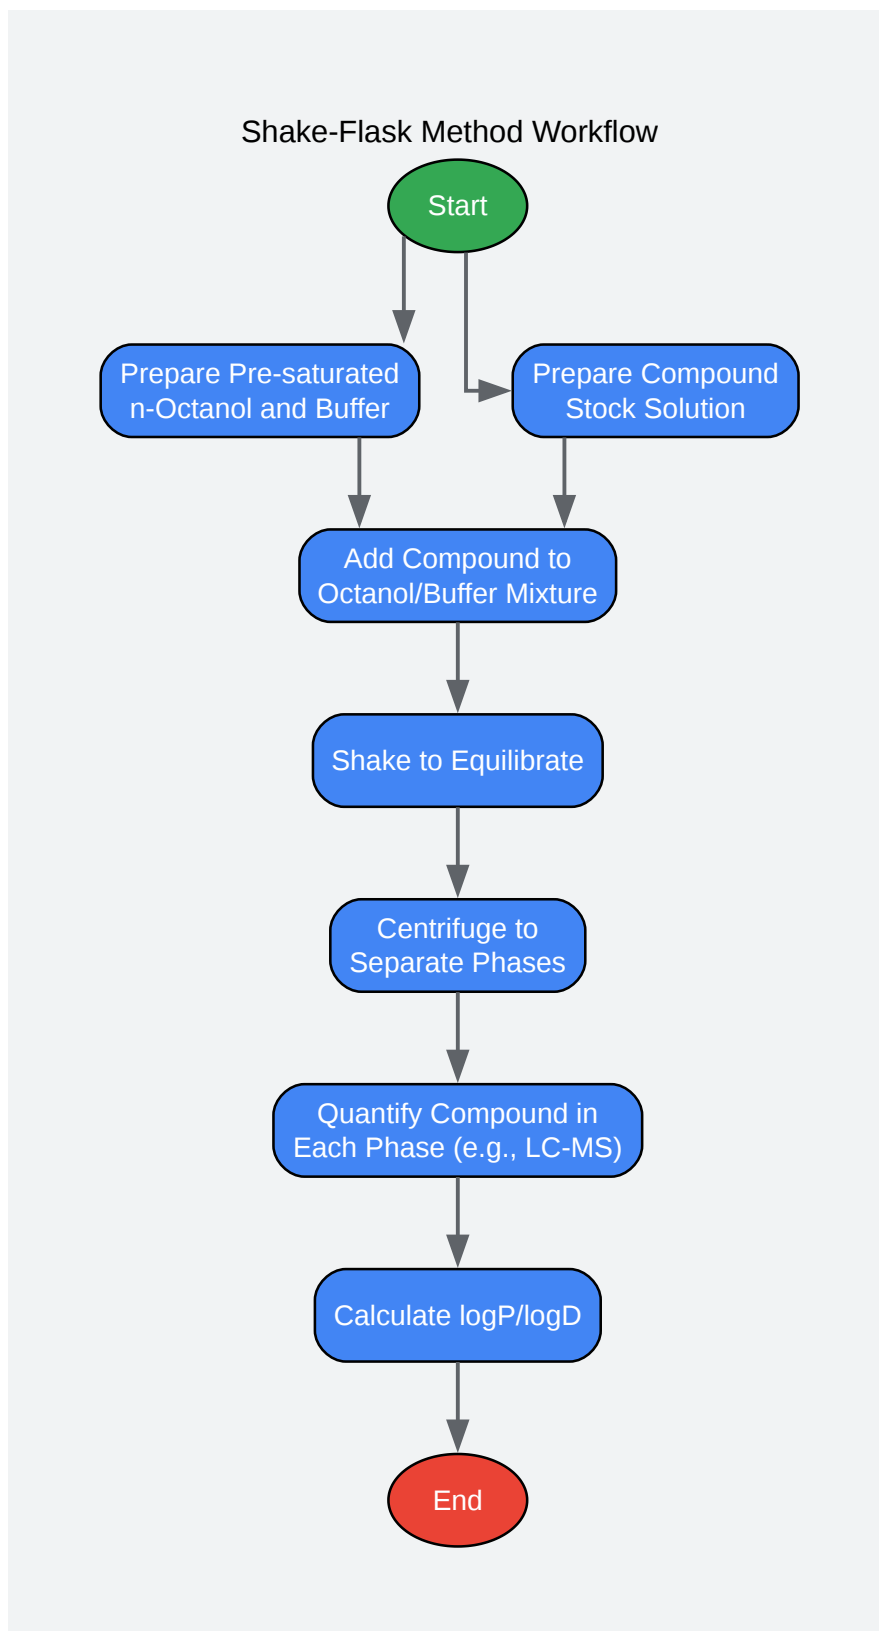 Shake-Flask Method Workflow
Start
Prepare Pre-saturated
n-Octanol and Buffer
Prepare Compound
Stock Solution
Add Compound to
Octanol/Buffer Mixture
Shake to Equilibrate
Centrifuge to
Separate Phases
Quantify Compound in
Each Phase (e.g., LC-MS)
Calculate logP/logD
End